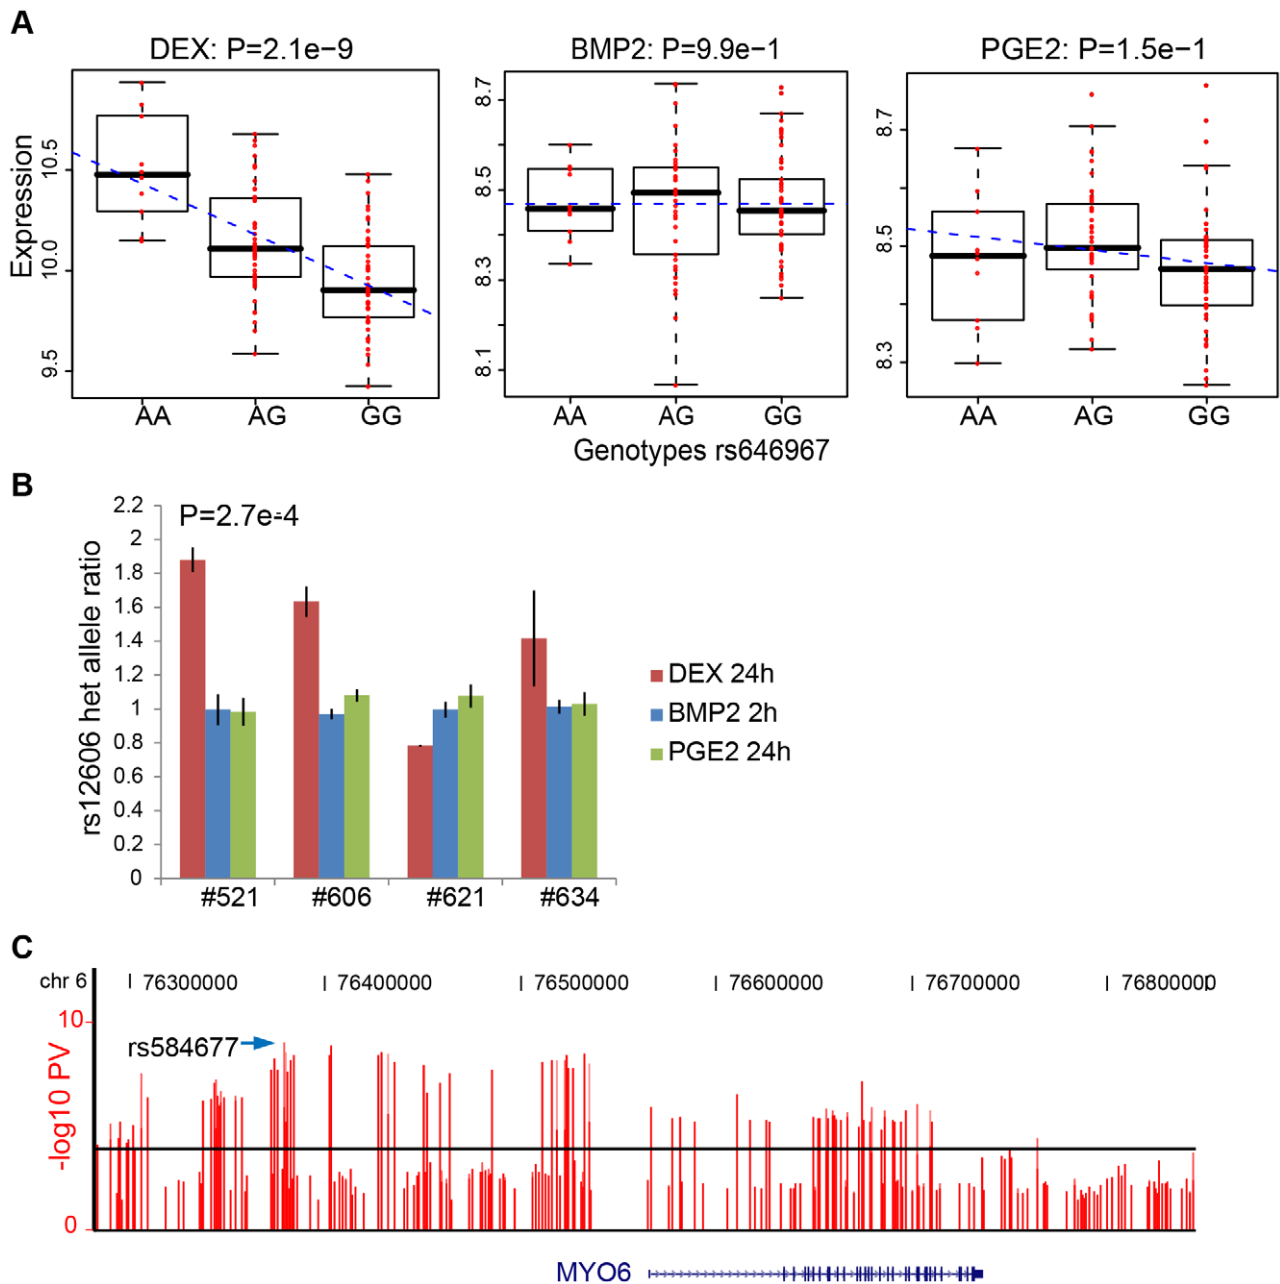 A
DEX: P=2.1e−9
BMP2: P=9.9e−1
PGE2: P=1.5e−1
Expression
10.5
10.0
9.5
8.7
8.5
8.3
8.1
8.7
8.5
8.3
AA AG GG
AA AG GG
AA AG GG
Genotypes rs646967
B
P=2.7e-4
rs12606 het allele ratio
2.2
2
1.8
1.6
1.4
1.2
1
0.8
0.6
0.4
0.2
0
#521 #606 #621 #634
DEX 24h
BMP2 2h
PGE2 24h
C
chr 6 76300000 76400000 76500000 76600000 76700000 76800000
10
rs584677
-log10 PV
0
MYO6